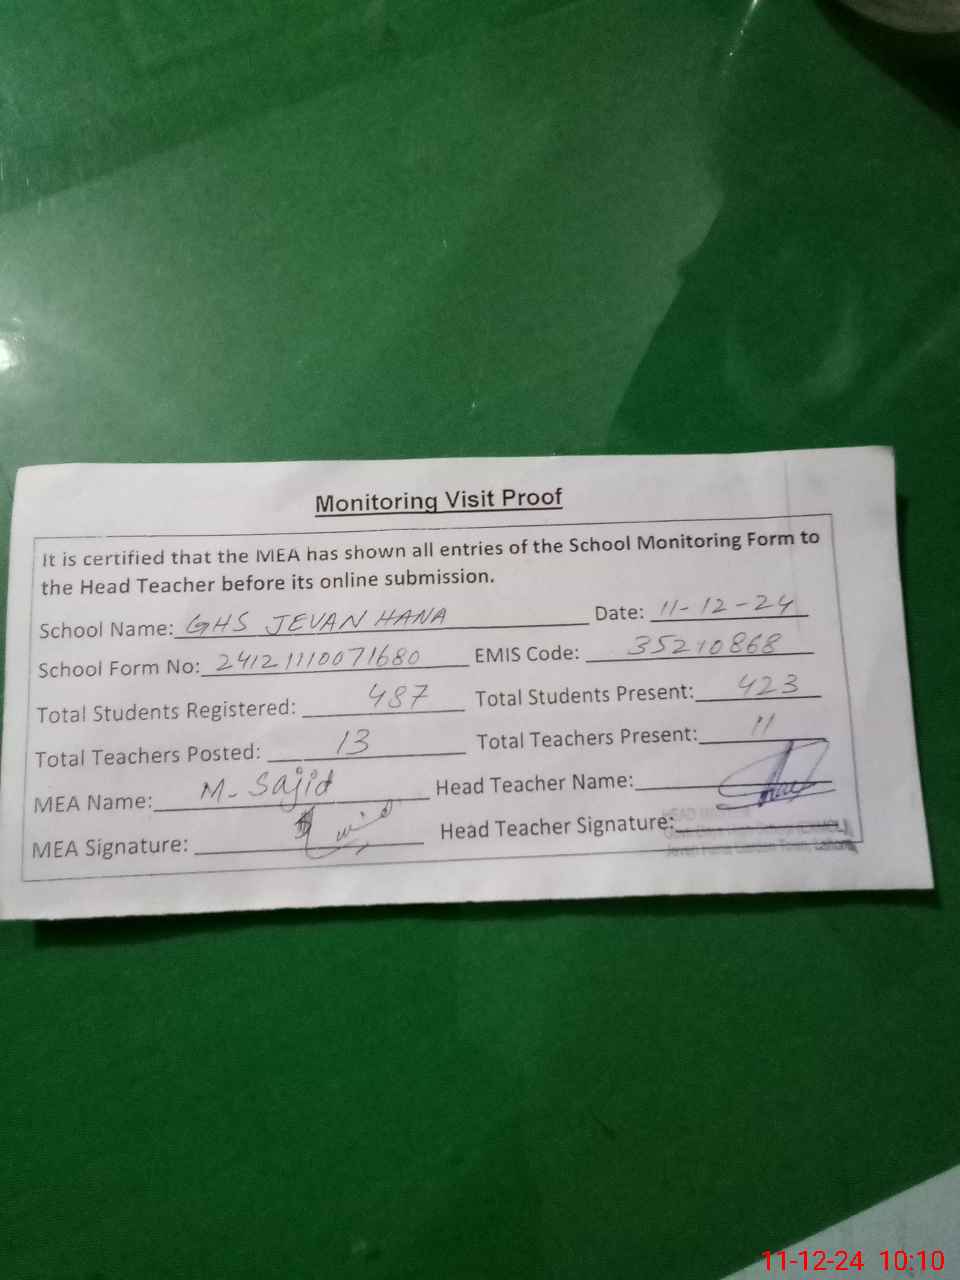 Monitoring Visit Proof
It is certified that the MEA has shown all entries of the School Monitoring Form to
the Head Teacher before its online submission.
School Name: GHS JEVAN HANA Date: 11-12-24
School Form No: 24121110071680 EMIS Code: 35210868
Total Students Registered: 487 Total Students Present: 423
Total Teachers Posted: 13 Total Teachers Present: 11
MEA Name: M- Sajid Head Teacher Name:
MEA Signature: Head Teacher Signature:
HEAD
Lahore
11-12-24 10:10